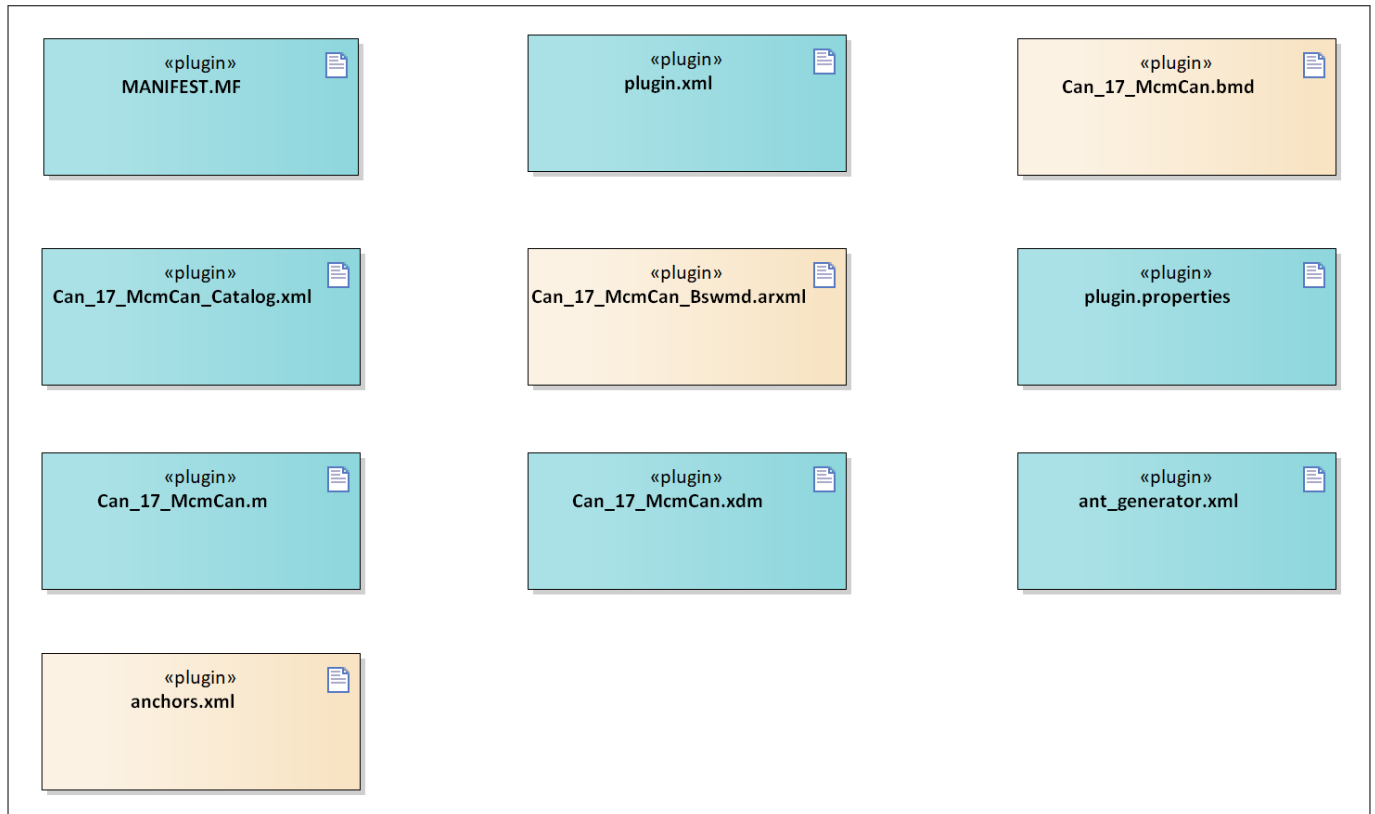 «plugin»
MANIFEST.MF
«plugin»
plugin.xml
«plugin»
Can_17_McmCan.bmd
«plugin»
Can_17_McmCan_Catalog.xml
«plugin»
Can_17_McmCan_Bswmd.arxml
«plugin»
plugin.properties
«plugin»
Can_17_McmCan.m
«plugin»
Can_17_McmCan.xdm
«plugin»
ant_generator.xml
«plugin»
anchors.xml